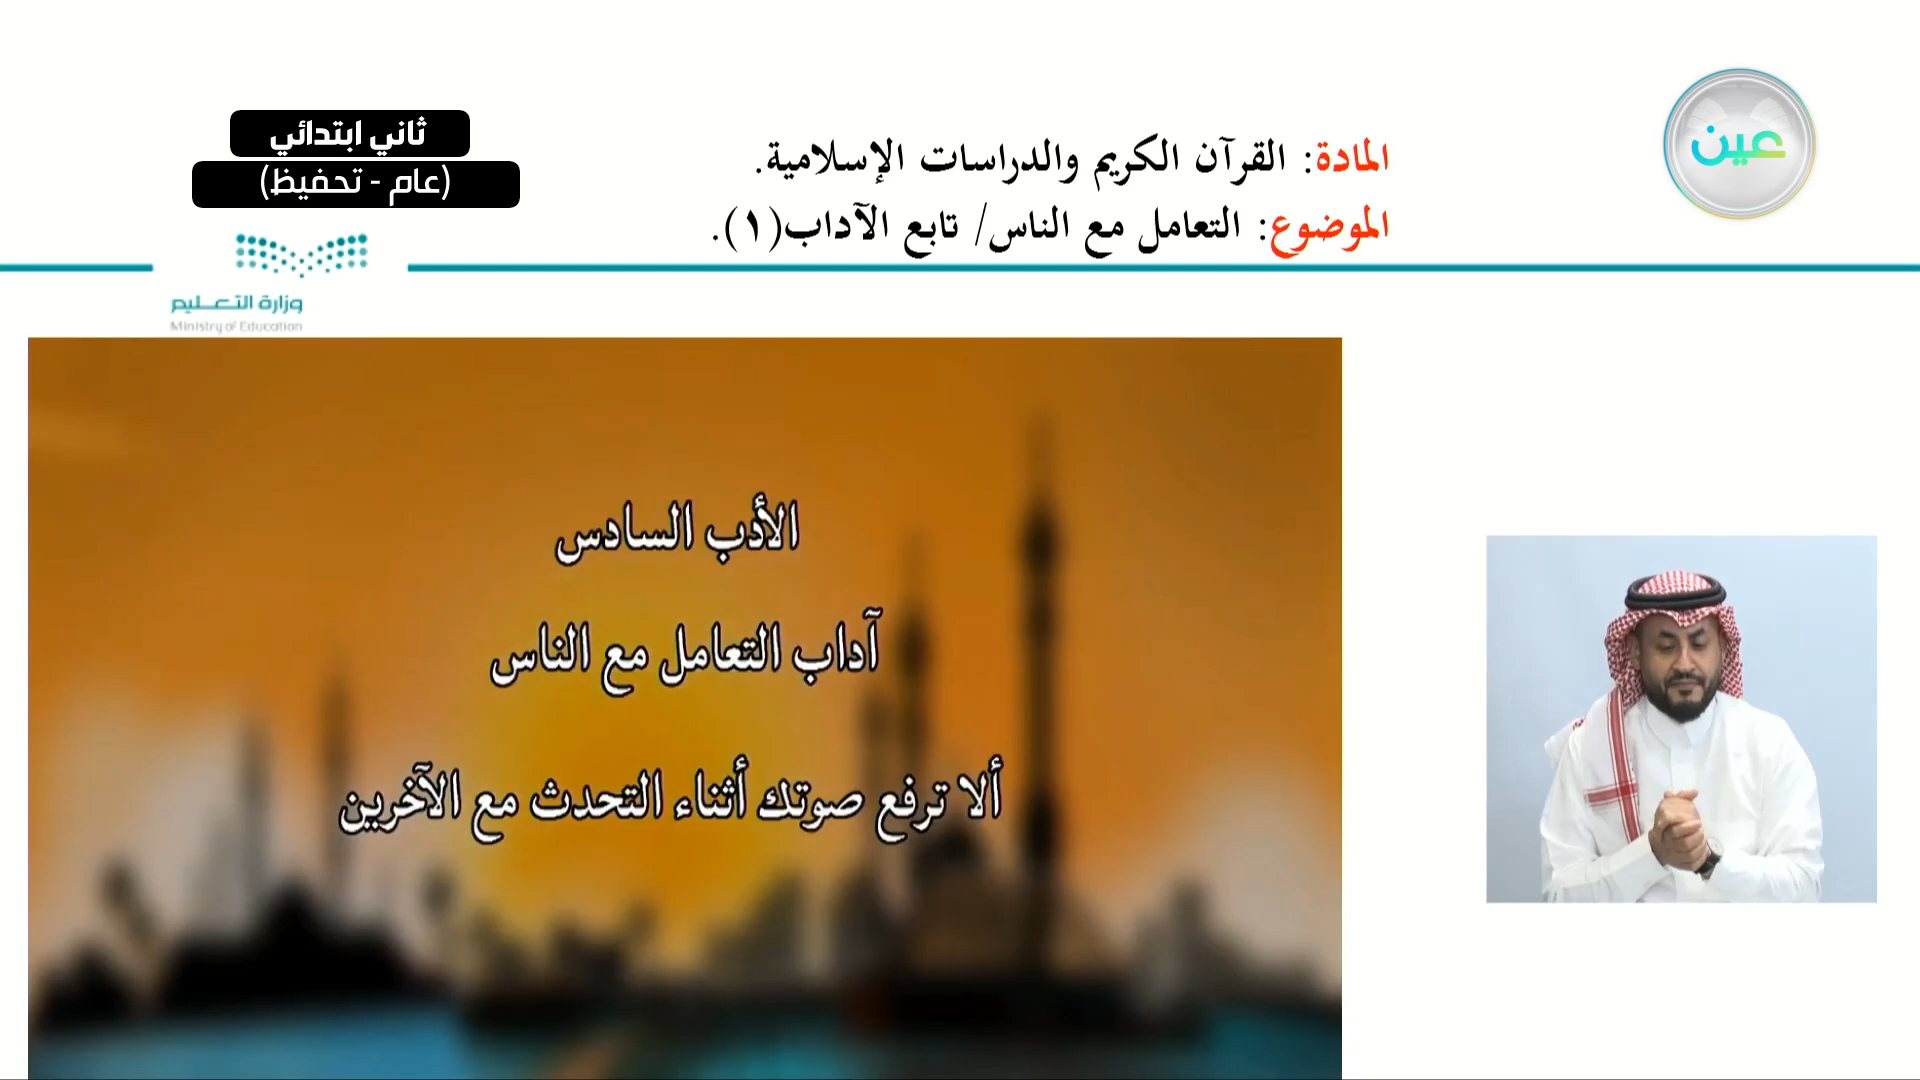 ثاني ابتدائي
(عام - تحفيظ)
المادة: القرآن الكريم والدراسات الإسلامية.
الموضوع: التعامل مع الناس/ تابع الآداب(١).
عين
وزارة التعـــليم
Ministry of Education
الأدب السادس
آداب التعامل مع الناس
ألا ترفع صوتك أثناء التحدث مع الآخرين